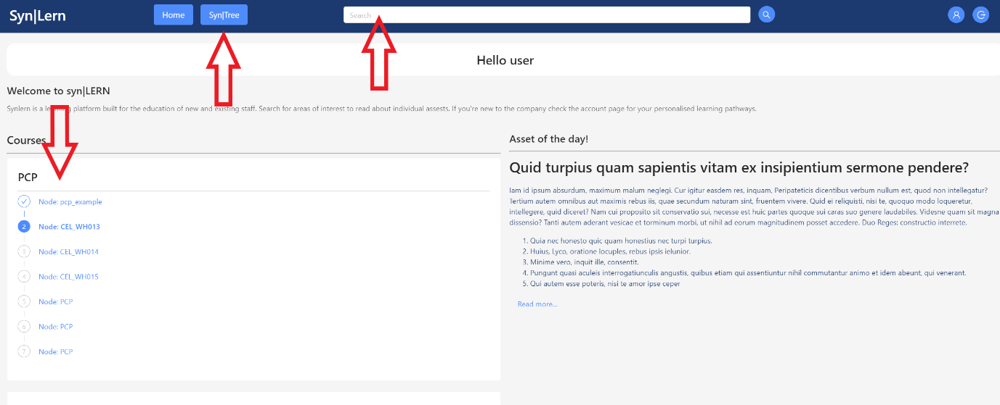 Syn|Lern
Home
Syn|Tree
Search
Hello user
Welcome to syn|LERN
Synlern is a learning platform built for the education of new and existing staff. Search for areas of interest to read about individual assests. If you're new to the company check the account page for your personalised learning pathways.
Courses
PCP
Node: pcp_example
2 Node: CEL_WH013
3 Node: CEL_WH014
4 Node: CEL_WH015
5 Node: PCP
6 Node: PCP
7 Node: PCP
Asset of the day!
Quid turpius quam sapientis vitam ex insipientium sermone pendere?
Iam id ipsum absurdum, maximum malum neglegi. Cur igitur easdem res, inquam, Peripateticis dicentibus verbum nullum est, quod non intellegatur?
Tertium autem omnibus aut maximis rebus iis, quae secundum naturam sint, fruentem vivere. Quid ei reliquisti, nisi te, quoquo modo loqueretur,
intellegere, quid diceret? Nam cui proposito sit conservatio sui, necesse est huic partes quoque sui caras suo genere laudabiles. Videsne quam sit magna
dissensio? Tanti autem aderant vesicae et torminum morbi, ut nihil ad eorum magnitudinem posset accedere. Duo Reges: constructio interrete.
1. Quia nec honesto quic quam honestius nec turpi turpius.
2. Huius, Lyco, oratione locuples, rebus ipsis ielunior.
3. Minime vero, inquit ille, consentit.
4. Pungunt quasi aculeis interrogatiunculis angustis, quibus etiam qui assentiuntur nihil commutantur animo et idem abeunt, qui venerant.
5. Qui autem esse poteris, nisi te amor ipse ceper
Read more...